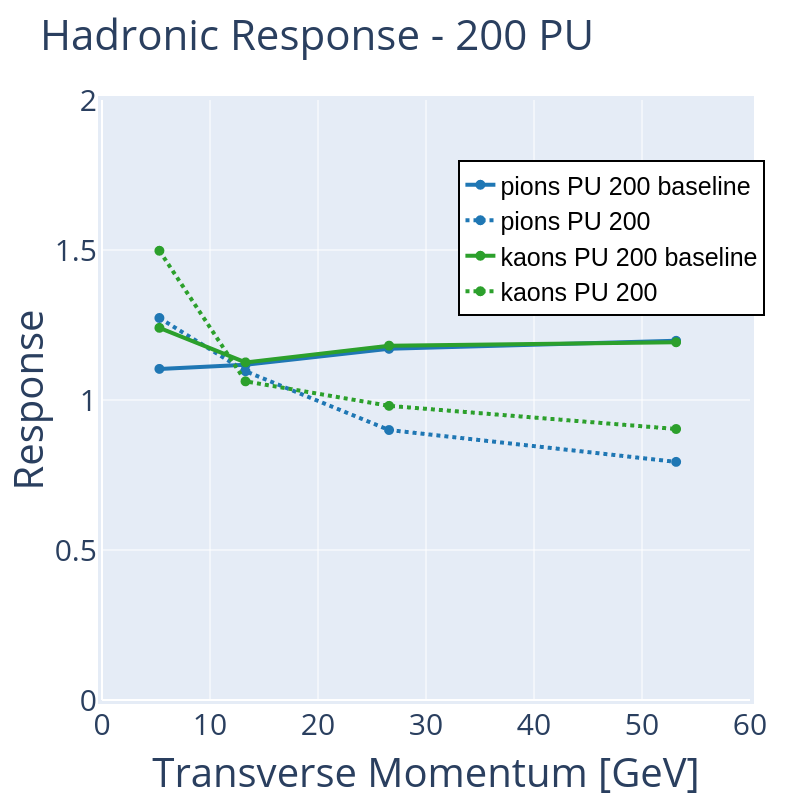 Hadronic Response - 200 PU
2
1.5
1
0.5
0
Response
pions PU 200 baseline
pions PU 200
kaons PU 200 baseline
kaons PU 200
0 10 20 30 40 50 60
Transverse Momentum [GeV]